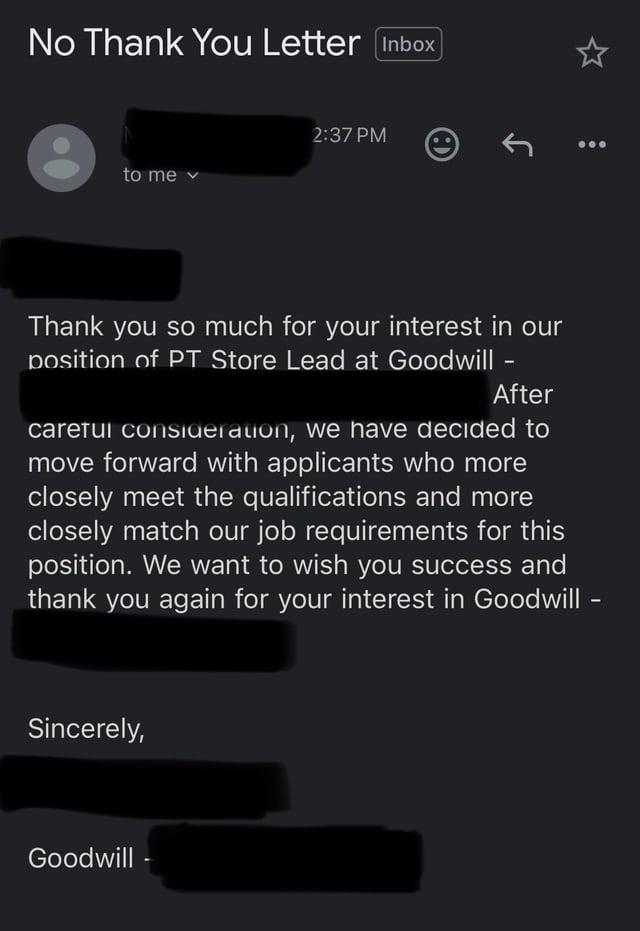 No Thank You Letter Inbox
2:37 PM
to me
Thank you so much for your interest in our
position of PT Store Lead at Goodwill -
After
careful consideration, we have decided to
move forward with applicants who more
closely meet the qualifications and more
closely match our job requirements for this
position. We want to wish you success and
thank you again for your interest in Goodwill -
Sincerely,
Goodwill -